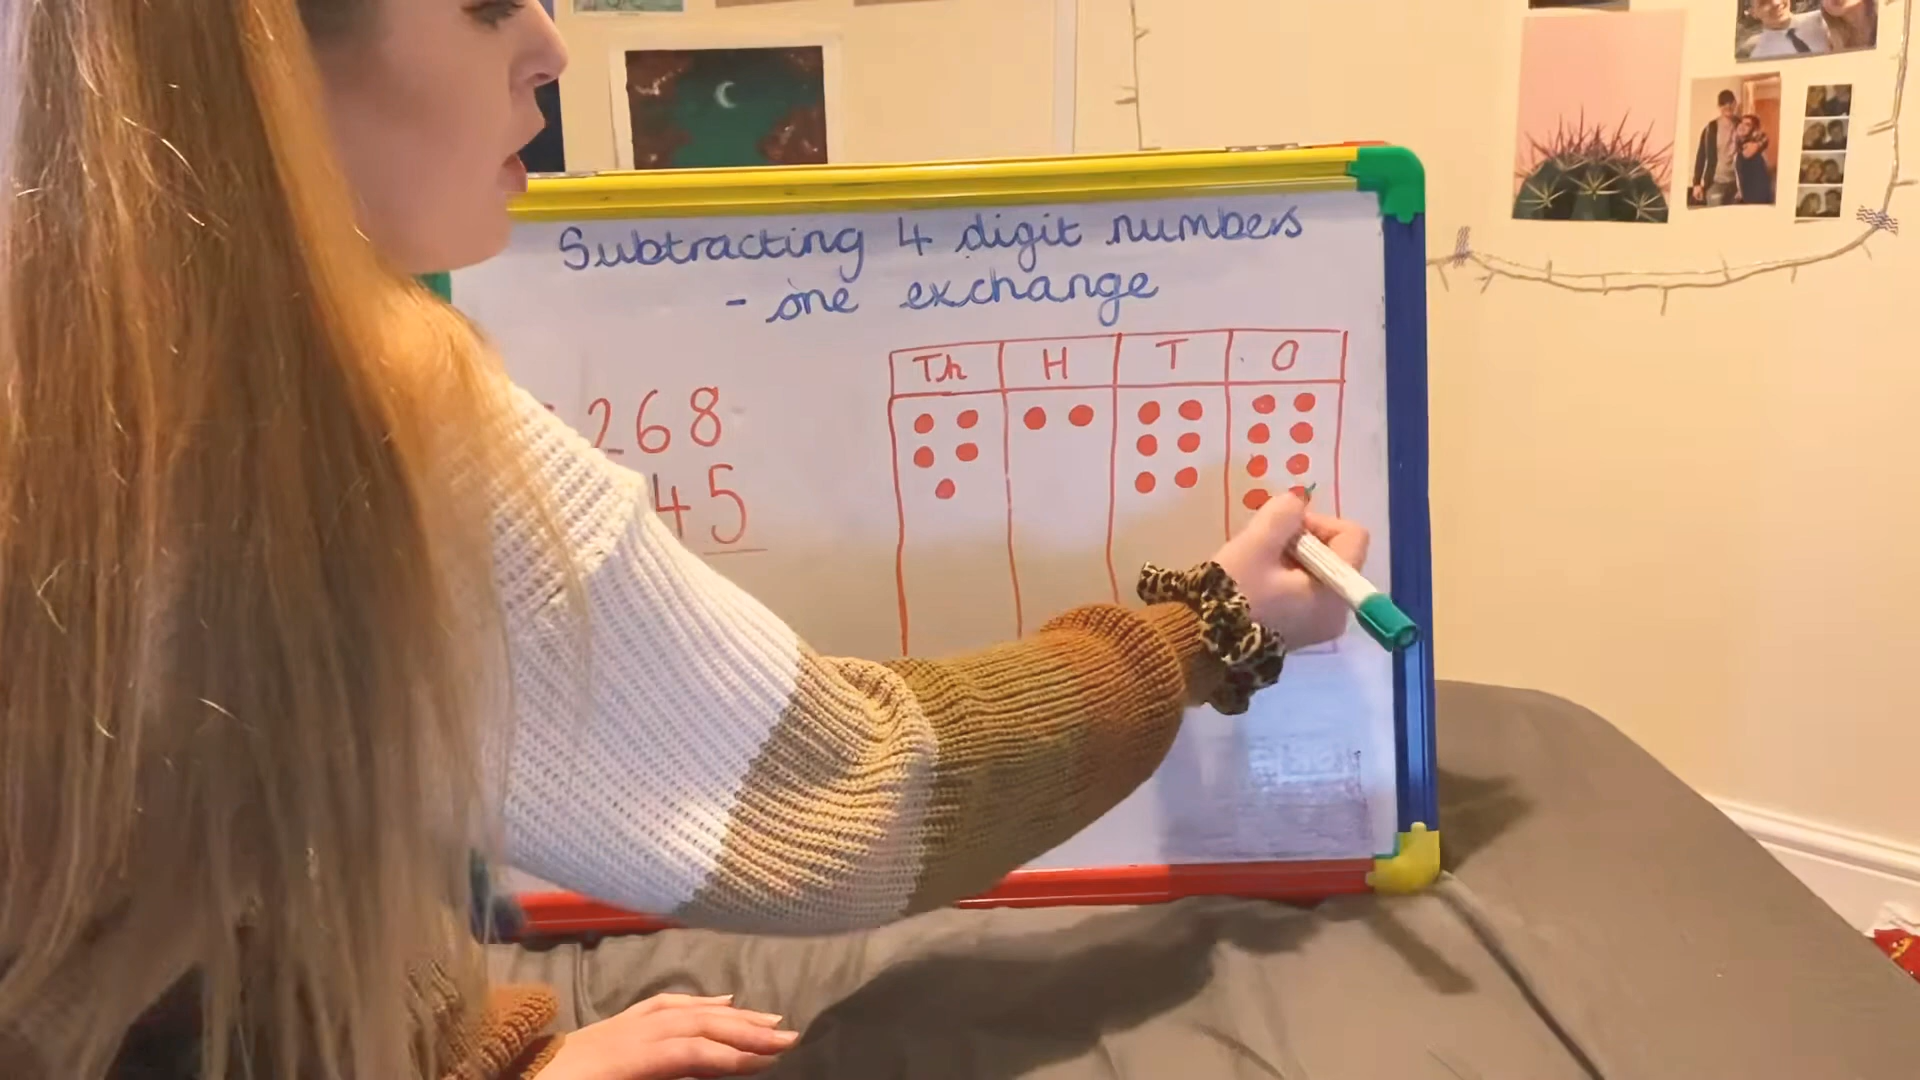 Subtracting 4 digit numbers
- one exchange
Th H T O
268
45